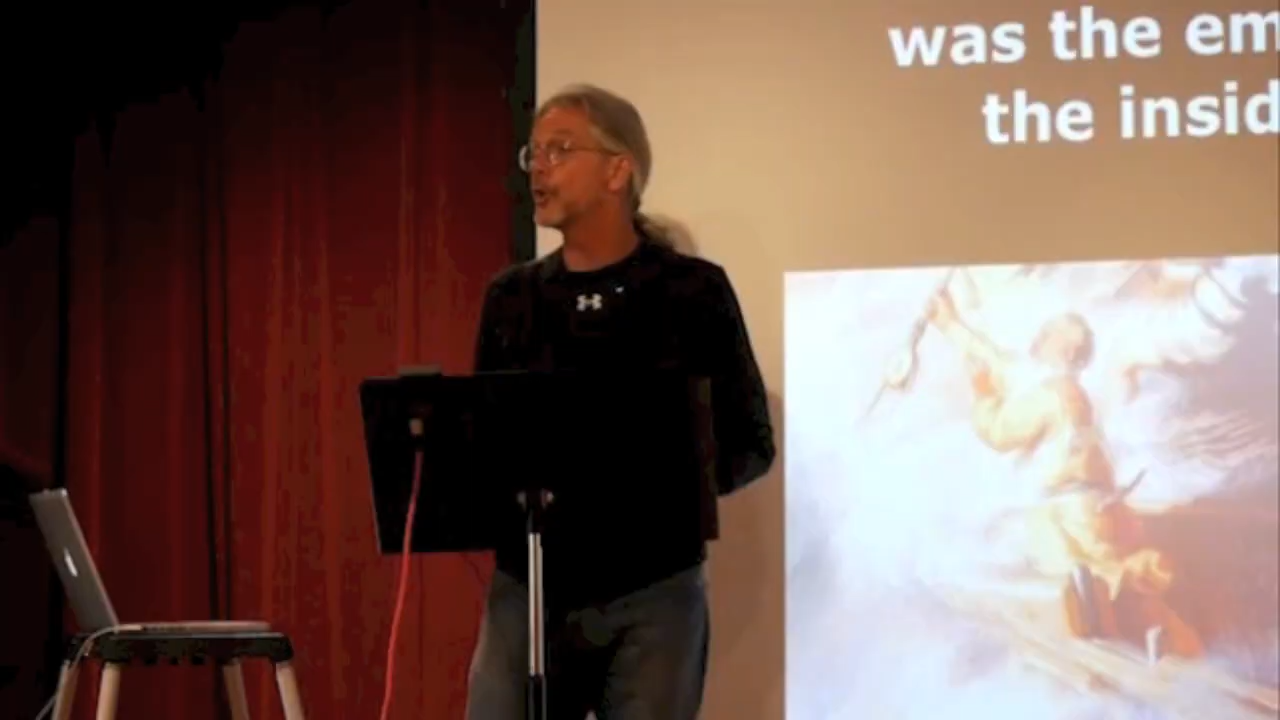 was the em
the insid